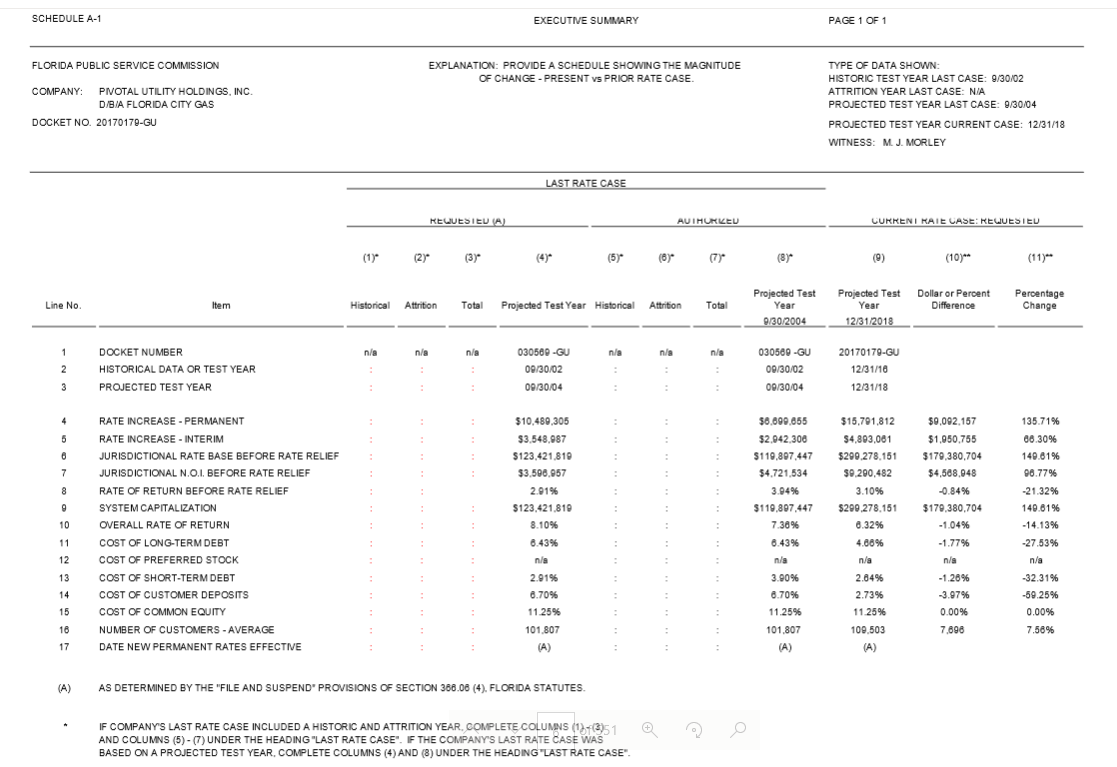 SCHEDULE A-1 EXECUTIVE SUMMARY PAGE 1 OF 1
FLORIDA PUBLIC SERVICE COMMISSION EXPLANATION: PROVIDE A SCHEDULE SHOWING THE MAGNITUDE TYPE OF DATA SHOWN:
OF CHANGE - PRESENT vs PRIOR RATE CASE. HISTORIC TEST YEAR LAST CASE: 9/30/02
COMPANY: PIVOTAL UTILITY HOLDINGS, INC. ATTRITION YEAR LAST CASE: N/A
D/B/A FLORIDA CITY GAS PROJECTED TEST YEAR LAST CASE: 9/30/04
DOCKET NO. 20170179-GU PROJECTED TEST YEAR CURRENT CASE: 12/31/18
WITNESS: M. J. MORLEY
LAST RATE CASE
REQUESTED (A) AUTHORIZED CURRENT RATE CASE: REQUESTED
(1)* (2)* (3)* (4)* (5)* (6)* (7)* (8)* (9) (10)** (11)**
Line No. Item Historical Attrition Total Projected Test Year Historical Attrition Total Projected Test Year 9/30/2004 Projected Test Year 12/31/2018 Dollar or Percent Difference Percentage Change
1 DOCKET NUMBER n/a n/a n/a 030569 -GU n/a n/a n/a 030569 -GU 20170179-GU
2 HISTORICAL DATA OR TEST YEAR : : : 09/30/02 : : : 09/30/02 12/31/16
3 PROJECTED TEST YEAR : : : 09/30/04 : : : 09/30/04 12/31/18
4 RATE INCREASE - PERMANENT : : : $10,489,305 : : : $6,699,655 $15,791,812 $9,092,157 135.71%
5 RATE INCREASE - INTERIM : : : $3,548,987 : : : $2,942,306 $4,893,061 $1,950,755 66.30%
6 JURISDICTIONAL RATE BASE BEFORE RATE RELIEF : : : $123,421,819 : : : $119,897,447 $299,278,151 $179,380,704 149.61%
7 JURISDICTIONAL N.O.I. BEFORE RATE RELIEF : : : $3,596,957 : : : $4,721,534 $9,290,482 $4,568,948 96.77%
8 RATE OF RETURN BEFORE RATE RELIEF : : 2.91% : : : 3.94% 3.10% -0.84% -21.32%
9 SYSTEM CAPITALIZATION : : : $123,421,819 : : : $119,897,447 $299,278,151 $179,380,704 149.61%
10 OVERALL RATE OF RETURN : : : 8.10% : : : 7.36% 6.32% -1.04% -14.13%
11 COST OF LONG-TERM DEBT : : : 6.43% : : : 6.43% 4.66% -1.77% -27.53%
12 COST OF PREFERRED STOCK : : : n/a : : : n/a n/a n/a n/a
13 COST OF SHORT-TERM DEBT : : : 2.91% : : : 3.90% 2.64% -1.26% -32.31%
14 COST OF CUSTOMER DEPOSITS : : : 6.70% : : : 6.70% 2.73% -3.97% -59.25%
15 COST OF COMMON EQUITY : : : 11.25% : : : 11.25% 11.25% 0.00% 0.00%
16 NUMBER OF CUSTOMERS - AVERAGE : : : 101,807 : : : 101,807 109,503 7,696 7.56%
17 DATE NEW PERMANENT RATES EFFECTIVE : : : (A) : : : (A) (A)
(A) AS DETERMINED BY THE "FILE AND SUSPEND" PROVISIONS OF SECTION 366.06 (4), FLORIDA STATUTES.
* IF COMPANY'S LAST RATE CASE INCLUDED A HISTORIC AND ATTRITION YEAR, COMPLETE COLUMNS (1) - (3)
AND COLUMNS (5) - (7) UNDER THE HEADING "LAST RATE CASE". IF THE COMPANY'S LAST RATE CASE WAS
BASED ON A PROJECTED TEST YEAR, COMPLETE COLUMNS (4) AND (8) UNDER THE HEADING "LAST RATE CASE".